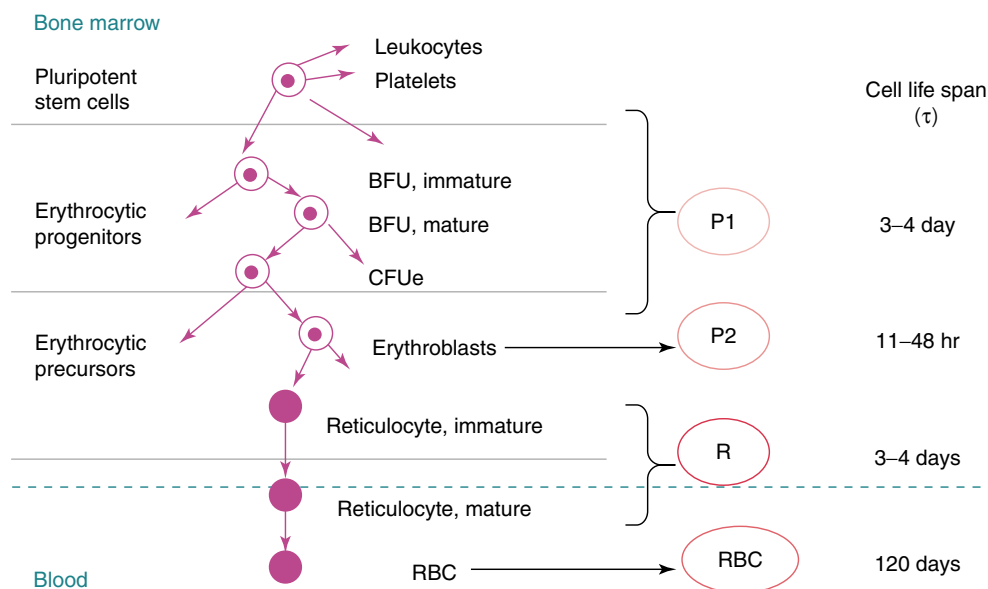 Bone marrow
Leukocytes
Platelets
Pluripotent
stem cells
Cell life span
(τ)
BFU, immature
BFU, mature
Erythrocytic
progenitors
P1
3–4 day
CFUe
Erythrocytic
precursors
Erythroblasts
P2
11–48 hr
Reticulocyte, immature
R
3–4 days
Reticulocyte, mature
Blood
RBC
RBC
120 days